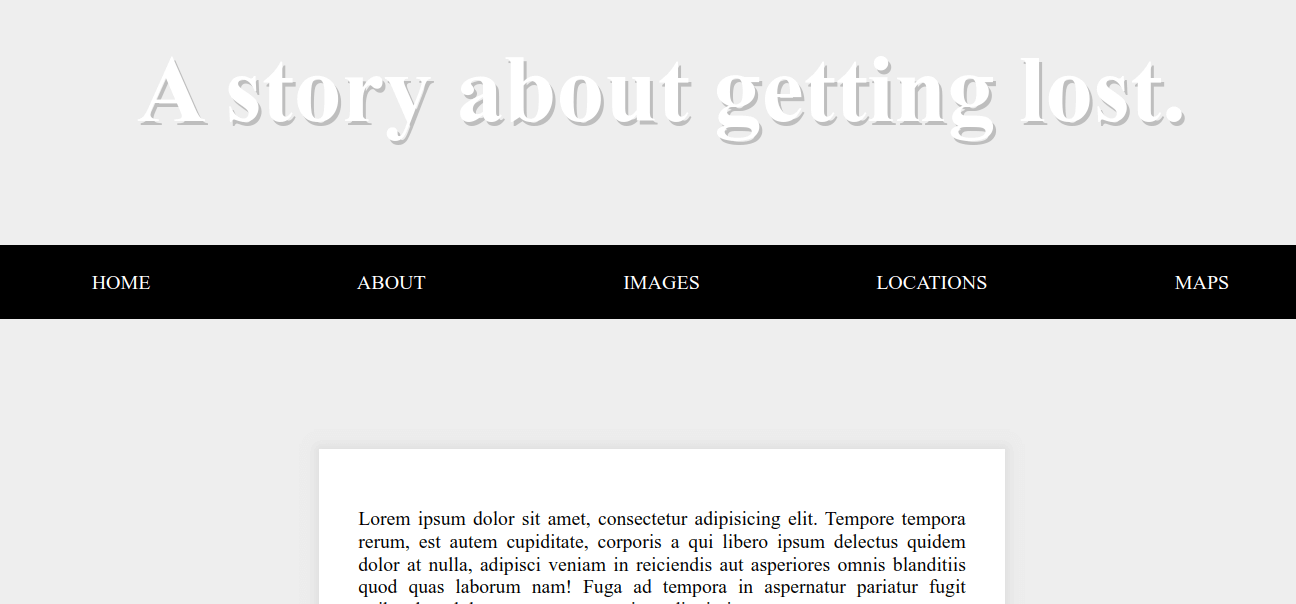 A story about getting lost.
HOME ABOUT IMAGES LOCATIONS MAPS
Lorem ipsum dolor sit amet, consectetur adipisicing elit. Tempore tempora
rerum, est autem cupiditate, corporis a qui libero ipsum delectus quidem
dolor at nulla, adipisci veniam in reiciendis aut asperiores omnis blanditiis
quod quas laborum nam! Fuga ad tempora in aspernatur pariatur fugit